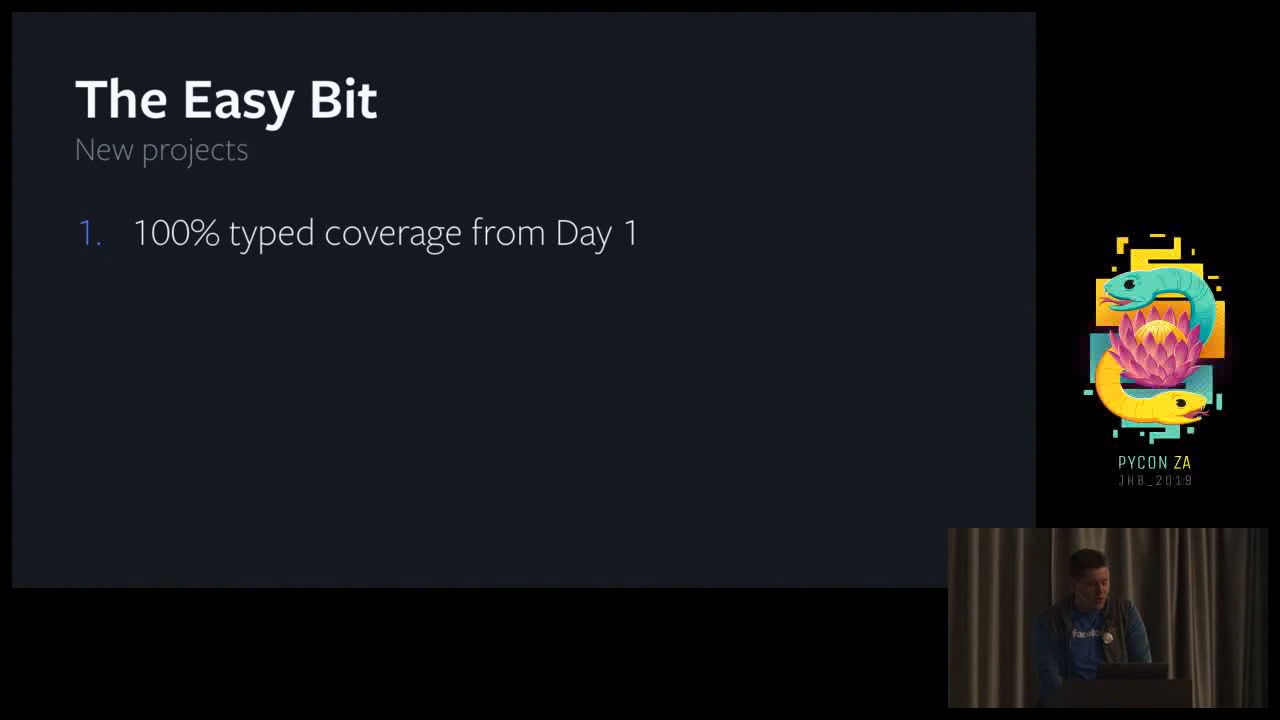 The Easy Bit
New projects
1. 100% typed coverage from Day 1
PYCON ZA
JHB_2019